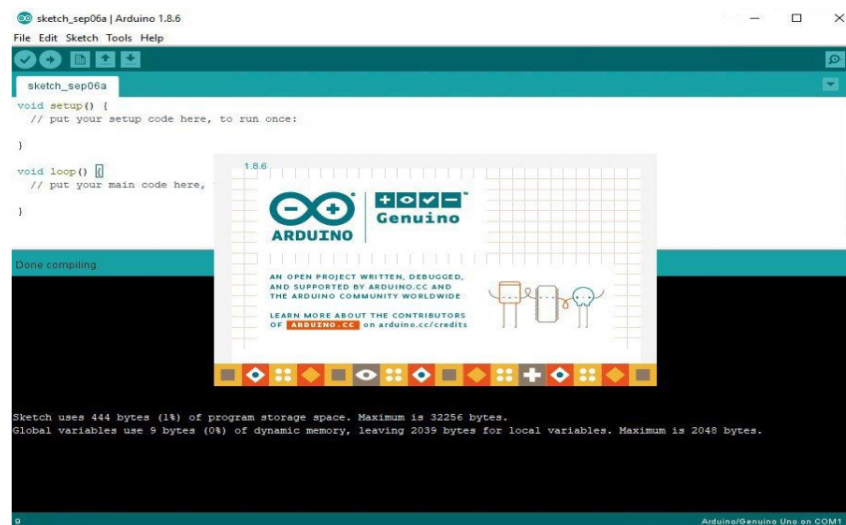 sketch_sep06a | Arduino 1.8.6
File Edit Sketch Tools Help
sketch_sep06a
void setup() {
// put your setup code here, to run once:
}
void loop() {
// put your main code here,
}
1.8.6
ARDUINO
Genuino
AN OPEN PROJECT WRITTEN, DEBUGGED,
AND SUPPORTED BY ARDUINO.CC AND
THE ARDUINO COMMUNITY WORLDWIDE
LEARN MORE ABOUT THE CONTRIBUTORS
OF ARDUINO.CC on arduino.cc/credits
Done compiling.
Sketch uses 444 bytes (1%) of program storage space. Maximum is 32256 bytes.
Global variables use 9 bytes (0%) of dynamic memory, leaving 2039 bytes for local variables. Maximum is 2048 bytes.
9
Arduino/Genuino Uno on COM1